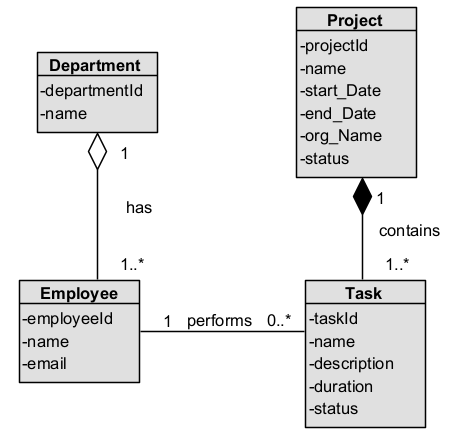 Project
-projectId
-name
-start_Date
-end_Date
-org_Name
-status
Department
-departmentId
-name
1
has
1..*
1
contains
1..*
Employee
-employeeId
-name
-email
1 performs 0..*
Task
-taskId
-name
-description
-duration
-status